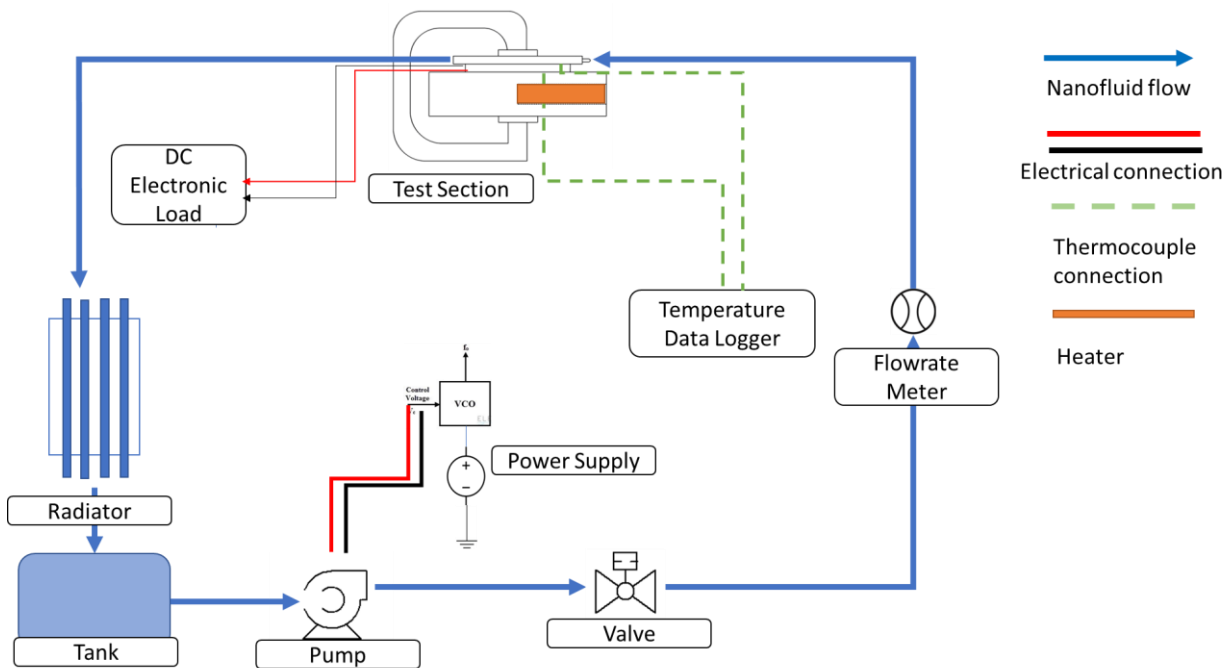 Nanofluid flow
Electrical connection
Thermocouple
connection
Heater
DC
Electronic
Load
Test Section
Temperature
Data Logger
Flowrate
Meter
f₀
Control
Voltage
VCO
+
−
Power Supply
Radiator
Tank
Pump
Valve